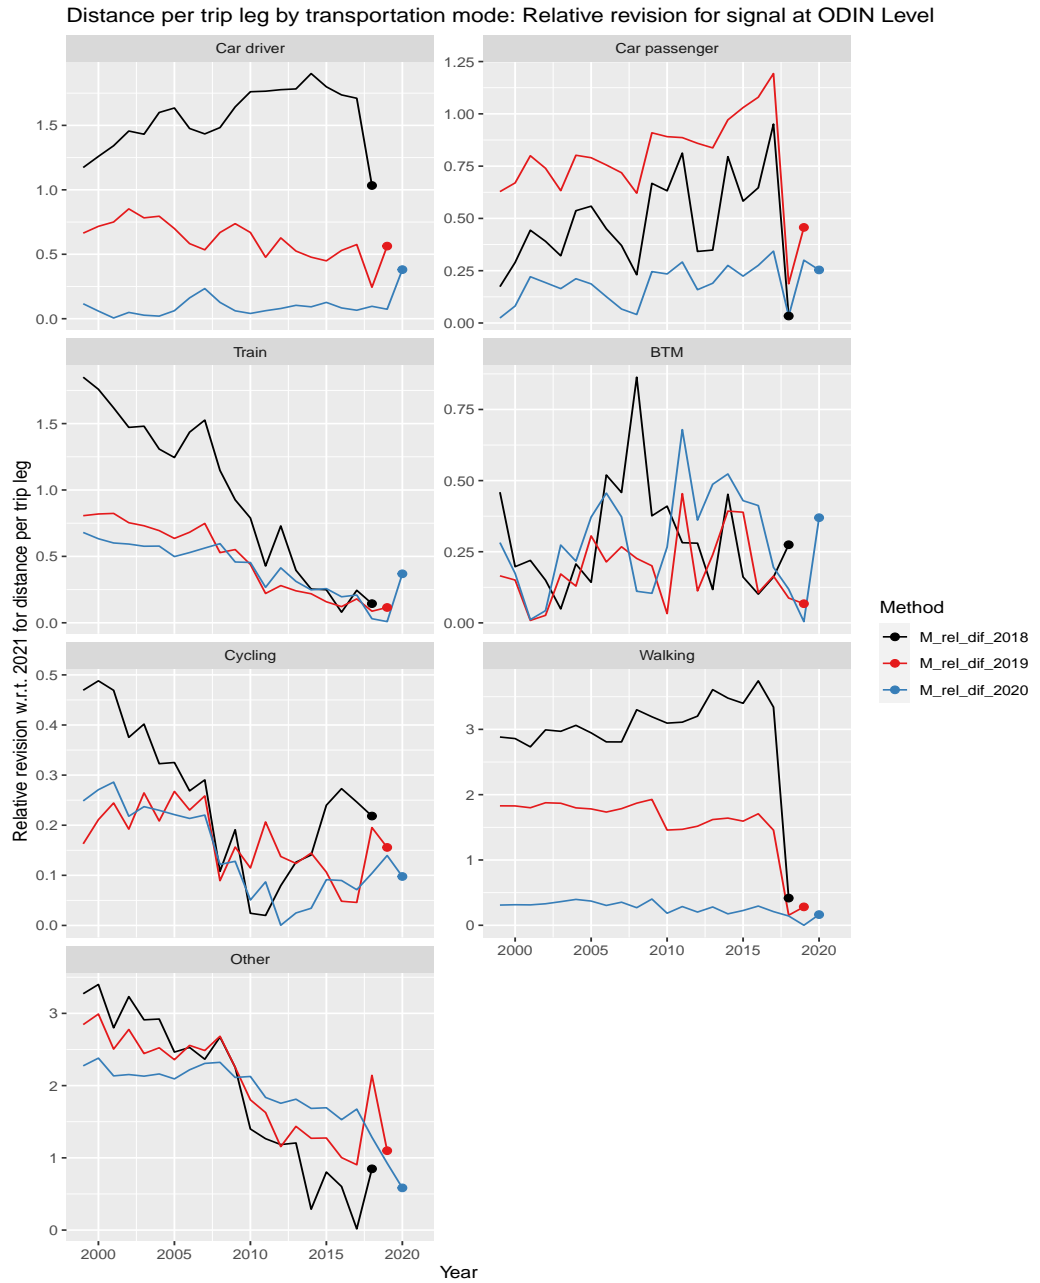 Distance per trip leg by transportation mode: Relative revision for signal at ODIN Level
Car driver
0.0
0.5
1.0
1.5
Car passenger
0.00
0.25
0.50
0.75
1.00
1.25
Train
0.0
0.5
1.0
1.5
BTM
0.00
0.25
0.50
0.75
Cycling
0.0
0.1
0.2
0.3
0.4
0.5
Walking
0
1
2
3
2000 2005 2010 2015 2020
Other
0
1
2
3
2000 2005 2010 2015 2020
Year
Relative revision w.r.t. 2021 for distance per trip leg
Method
M_rel_dif_2018
M_rel_dif_2019
M_rel_dif_2020